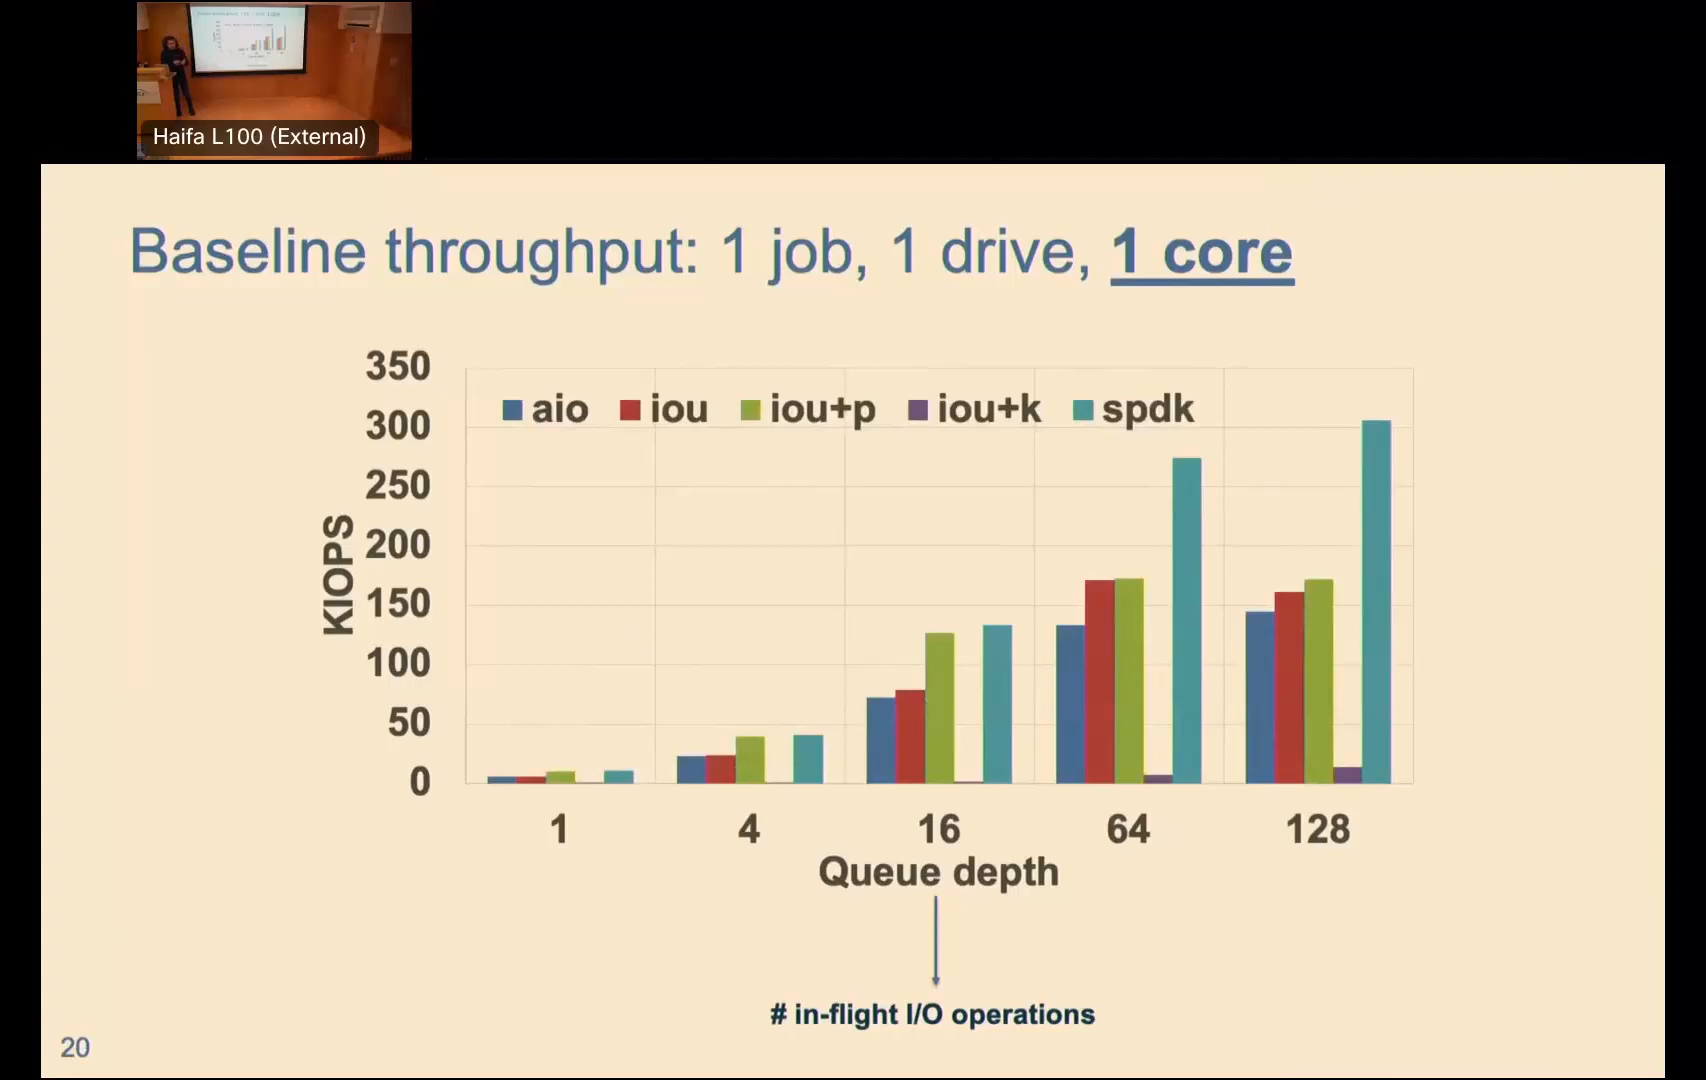 Haifa L100 (External)
Baseline throughput: 1 job, 1 drive, 1 core
350
300
250
200
150
100
50
0
KIOPS
aio iou iou+p iou+k spdk
1 4 16 64 128
Queue depth
# in-flight I/O operations
20